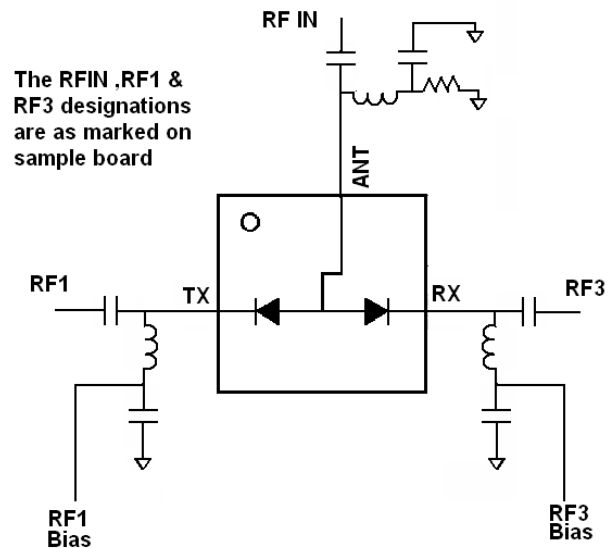 RF IN
The RFIN ,RF1 &
RF3 designations
are as marked on
sample board
ANT
RF1
TX
RX
RF3
RF1
Bias
RF3
Bias